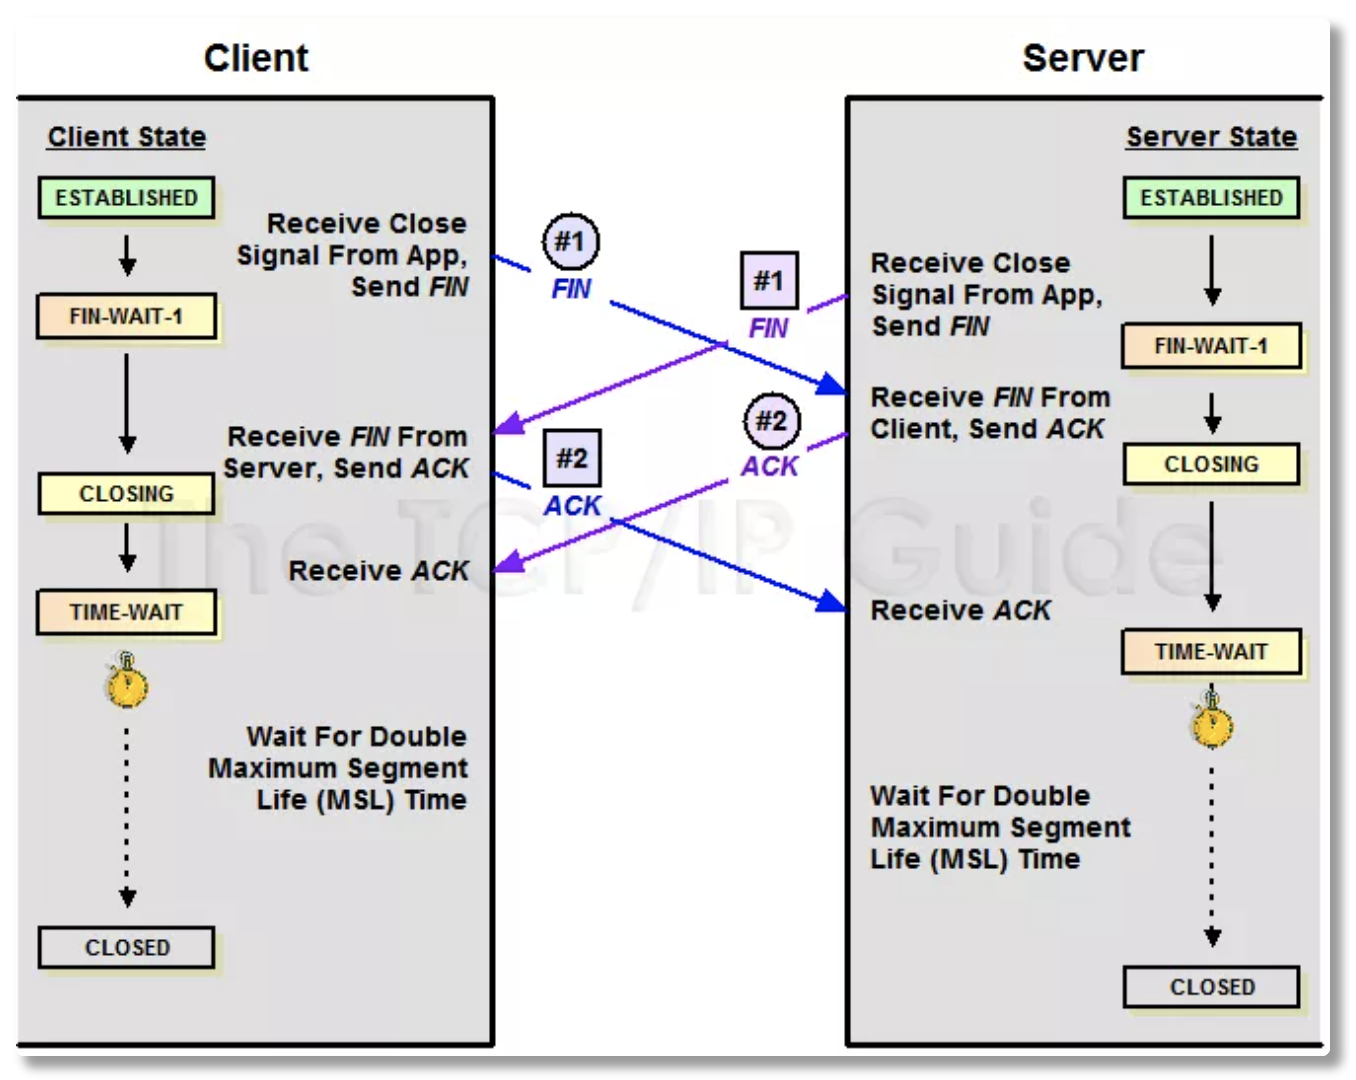 Client
Server
Client State
ESTABLISHED
Receive Close
Signal From App,
Send FIN
FIN-WAIT-1
Receive FIN From
Server, Send ACK
CLOSING
Receive ACK
TIME-WAIT
Wait For Double
Maximum Segment
Life (MSL) Time
CLOSED
#1
FIN
#1
FIN
#2
ACK
#2
ACK
The TCP/IP Guide
Server State
ESTABLISHED
Receive Close
Signal From App,
Send FIN
FIN-WAIT-1
Receive FIN From
Client, Send ACK
CLOSING
Receive ACK
TIME-WAIT
Wait For Double
Maximum Segment
Life (MSL) Time
CLOSED